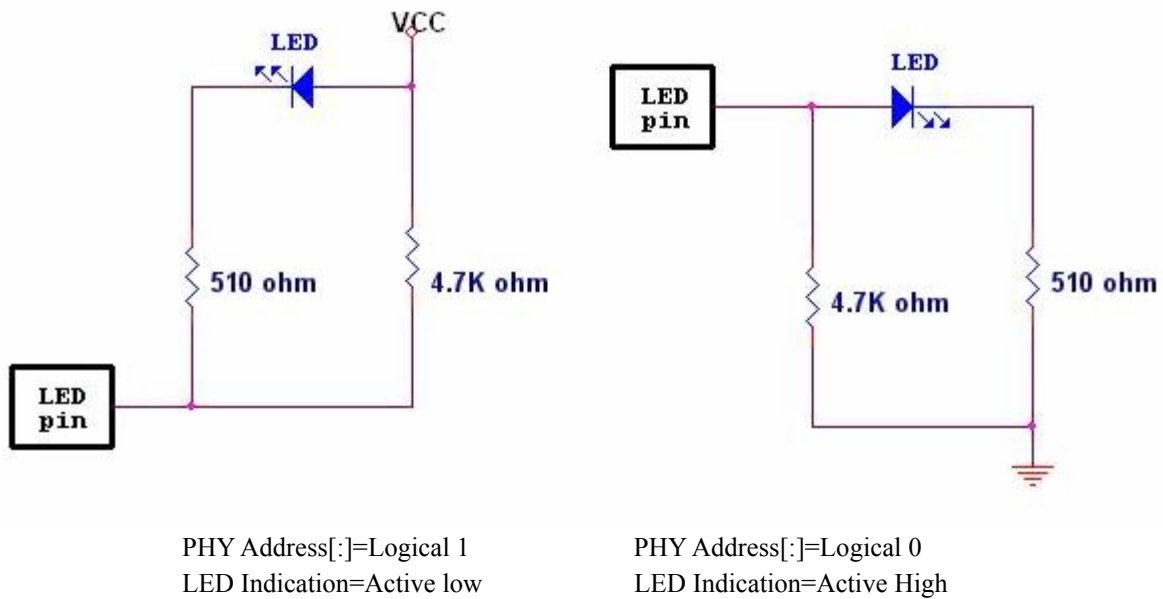 VCC
LED
510 ohm
4.7K ohm
LED
pin
LED
pin
LED
4.7K ohm
510 ohm
PHY Address[:]=Logical 1
LED Indication=Active low
PHY Address[:]=Logical 0
LED Indication=Active High